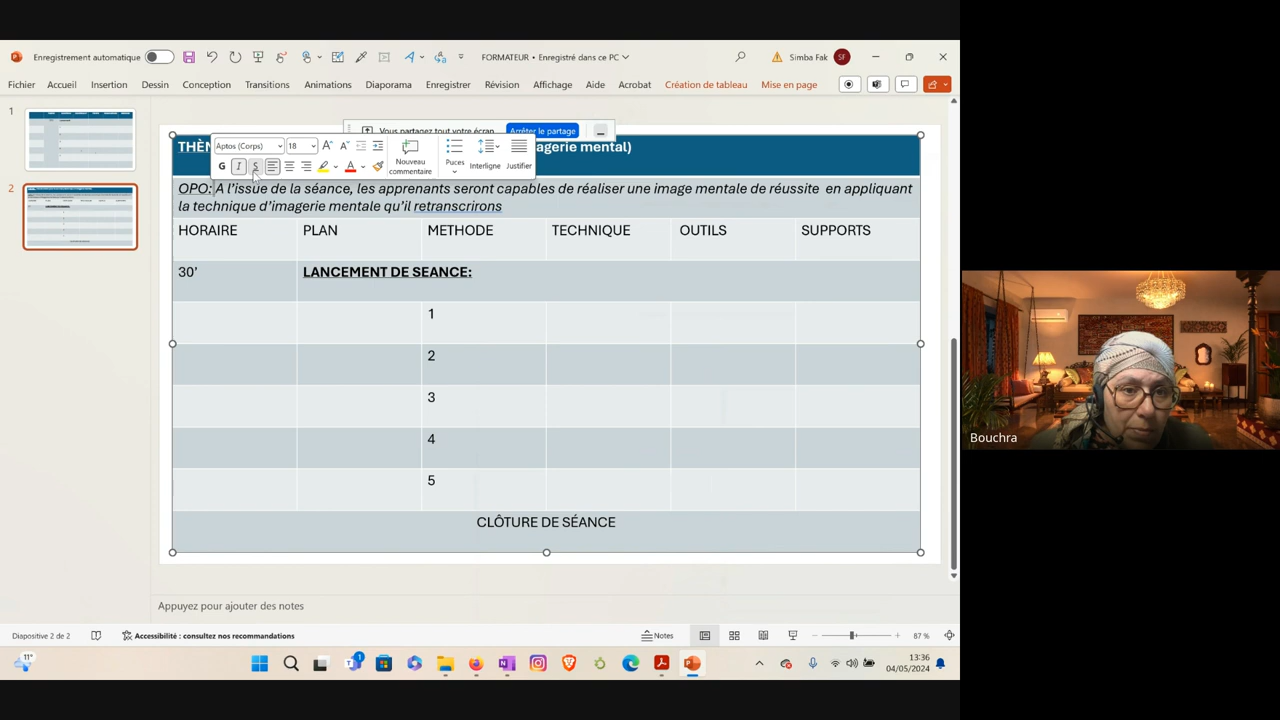 Enregistrement automatique
FORMATEUR • Enregistré dans ce PC
Simba Fak
SF
Fichier
Accueil
Insertion
Dessin
Conception
Transitions
Animations
Diaporama
Enregistrer
Révision
Affichage
Aide
Acrobat
Création de tableau
Mise en page
1
2
Vous partagez tout votre écran
Arrêter le partage
Aptos (Corps)
18
G
I
S
Nouveau
commentaire
Puces
Interligne
Justifier
imagerie mental)
OPO: A l'issue de la séance, les apprenants seront capables de réaliser une image mentale de réussite en appliquant
la technique d'imagerie mentale qu'il retranscrirons
HORAIRE
PLAN
METHODE
TECHNIQUE
OUTILS
SUPPORTS
30'
LANCEMENT DE SEANCE:
1
2
3
4
5
CLÔTURE DE SÉANCE
Appuyez pour ajouter des notes
Diapositive 2 de 2
Accessibilité : consultez nos recommandations
Notes
87 %
11°
13:36
04/05/2024
Bouchra